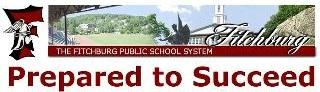 Fitchburg
THE FITCHBURG PUBLIC SCHOOL SYSTEM
Prepared to Succeed